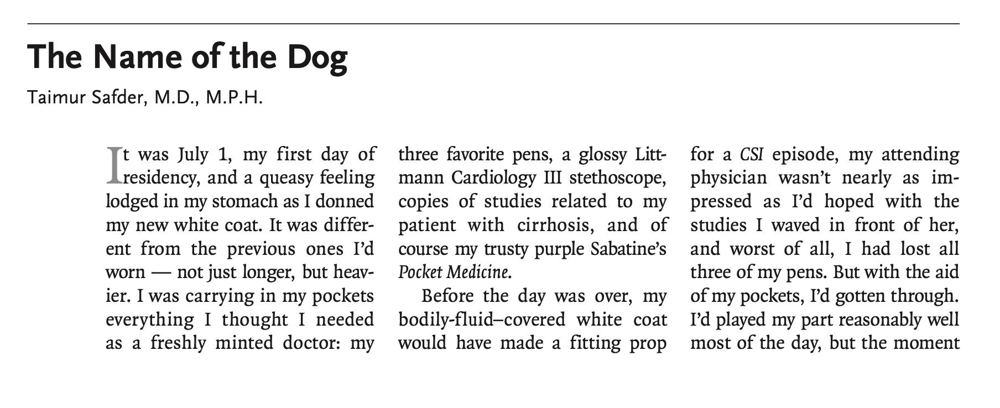 The Name of the Dog
Taimur Safder, M.D., M.P.H.
It was July 1, my first day of
residency, and a queasy feeling
lodged in my stomach as I donned
my new white coat. It was differ-
ent from the previous ones I’d
worn — not just longer, but heav-
ier. I was carrying in my pockets
everything I thought I needed
as a freshly minted doctor: my
three favorite pens, a glossy Litt-
mann Cardiology III stethoscope,
copies of studies related to my
patient with cirrhosis, and of
course my trusty purple Sabatine’s
Pocket Medicine.
Before the day was over, my
bodily-fluid–covered white coat
would have made a fitting prop
for a CSI episode, my attending
physician wasn’t nearly as im-
pressed as I’d hoped with the
studies I waved in front of her,
and worst of all, I had lost all
three of my pens. But with the aid
of my pockets, I’d gotten through.
I’d played my part reasonably well
most of the day, but the moment